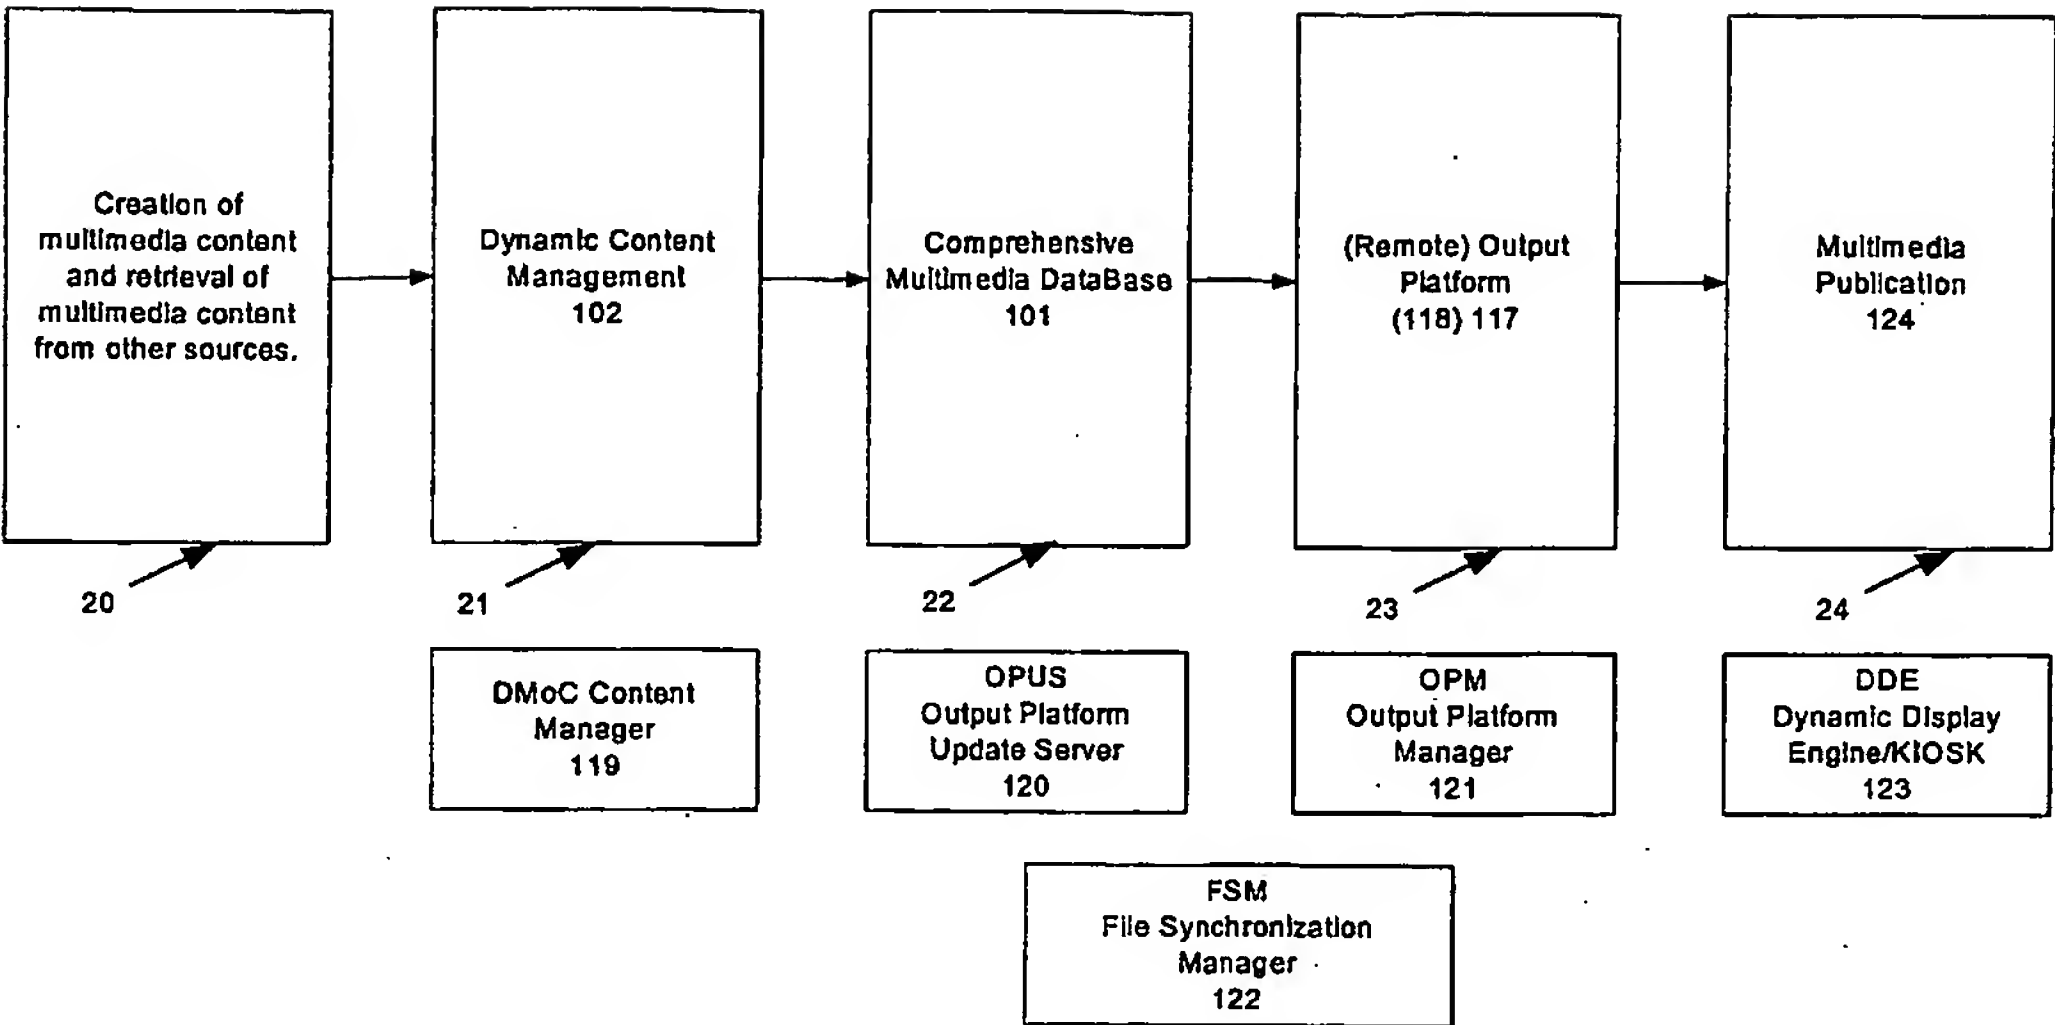 Creation of
multimedia content
and retrieval of
multimedia content
from other sources.
Dynamic Content
Management
102
Comprehensive
Multimedia DataBase
101
(Remote) Output
Platform
(118) 117
Multimedia
Publication
124
20
21
22
23
24
DMoC Content
Manager
119
OPUS
Output Platform
Update Server
120
OPM
Output Platform
Manager
121
DDE
Dynamic Display
Engine/KIOSK
123
FSM
File Synchronization
Manager
122